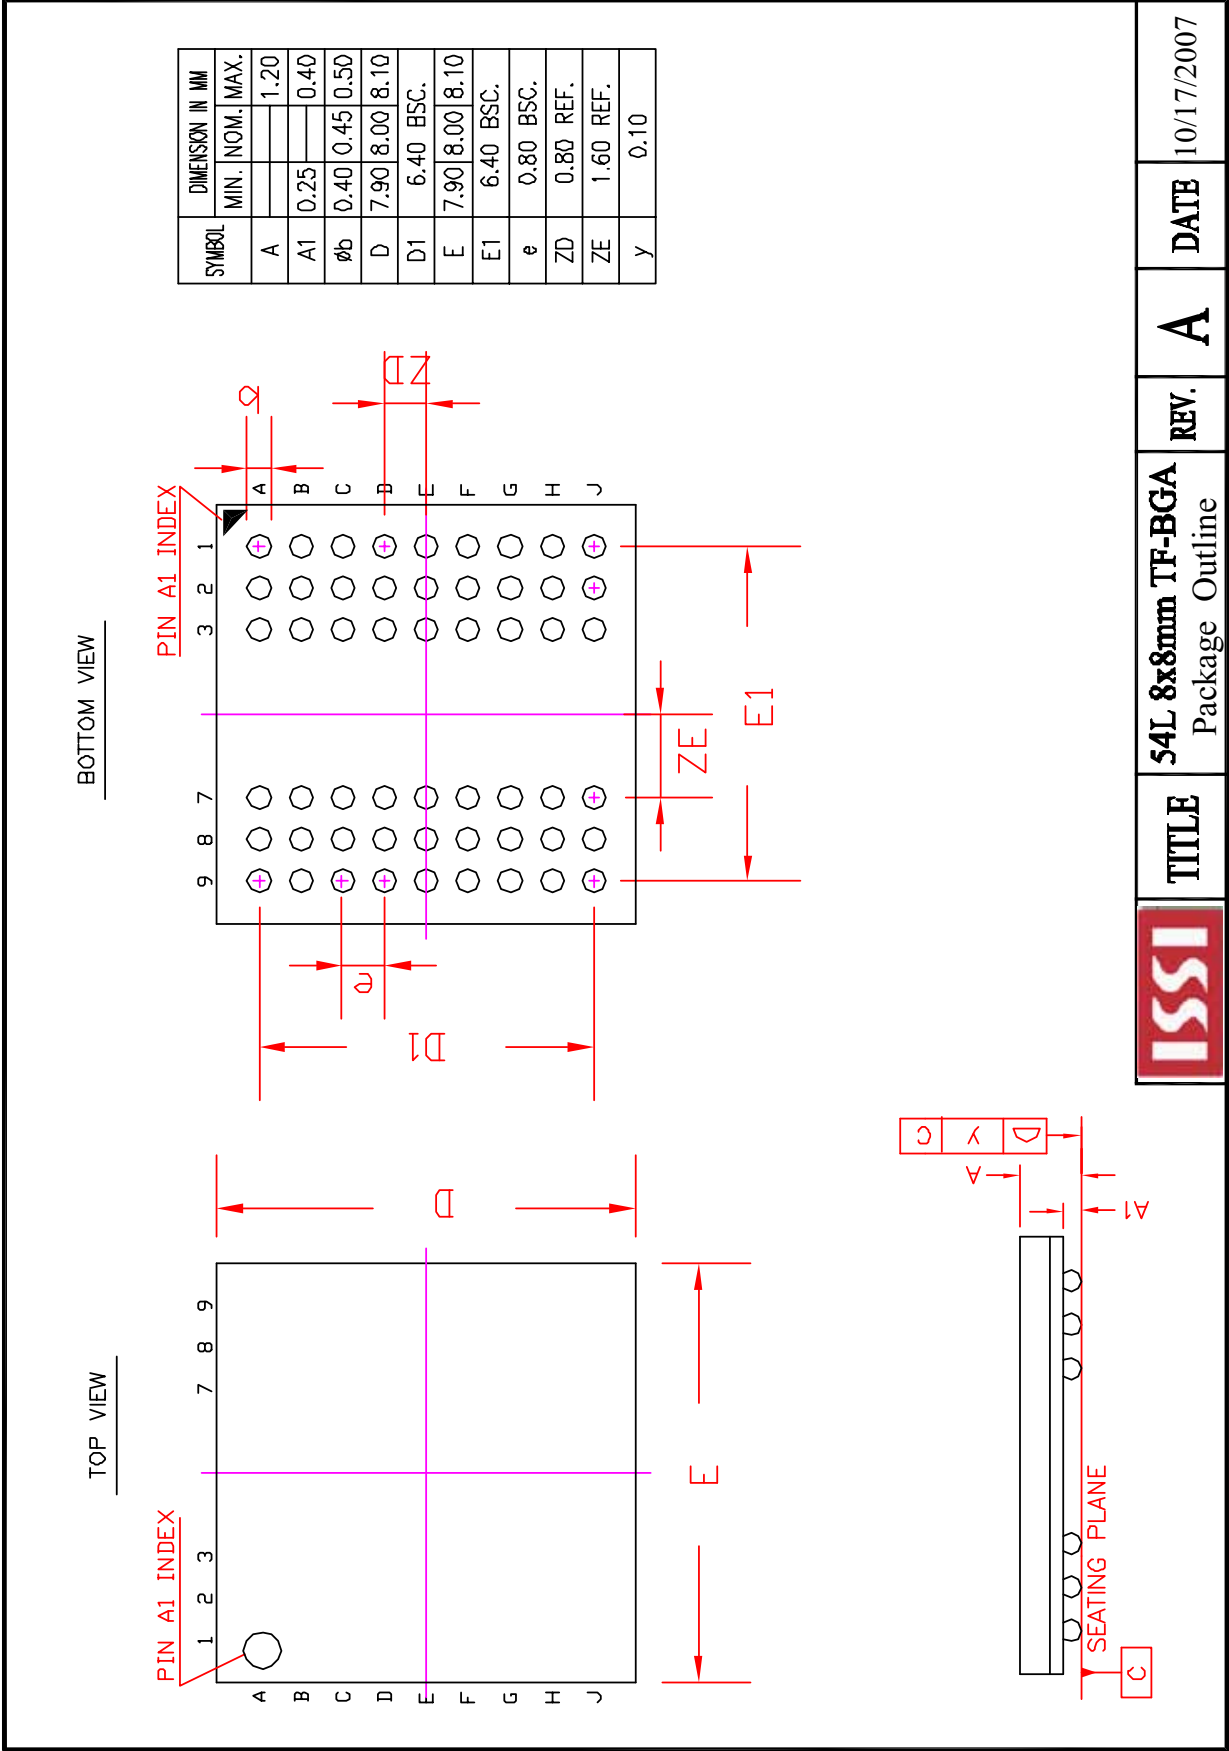 TOP VIEW
PIN A1 INDEX
1 2 3 7 8 9
A
B
C
D
E
F
G
H
J
D
E
BOTTOM VIEW
PIN A1 INDEX
9 8 7 3 2 1
A
B
C
D
E
F
G
H
J
b
ZD
e
D1
ZE
E1
SYMBOL DIMENSION IN MM
MIN. NOM. MAX.
A 1.20
A1 0.25 0.40
øb 0.40 0.45 0.50
D 7.90 8.00 8.10
D1 6.40 BSC.
E 7.90 8.00 8.10
E1 6.40 BSC.
e 0.80 BSC.
ZD 0.80 REF.
ZE 1.60 REF.
y 0.10
C y
A
A1
SEATING PLANE
C
ISSI
TITLE
54L 8x8mm TF-BGA
Package Outline
REV.
A
DATE
10/17/2007